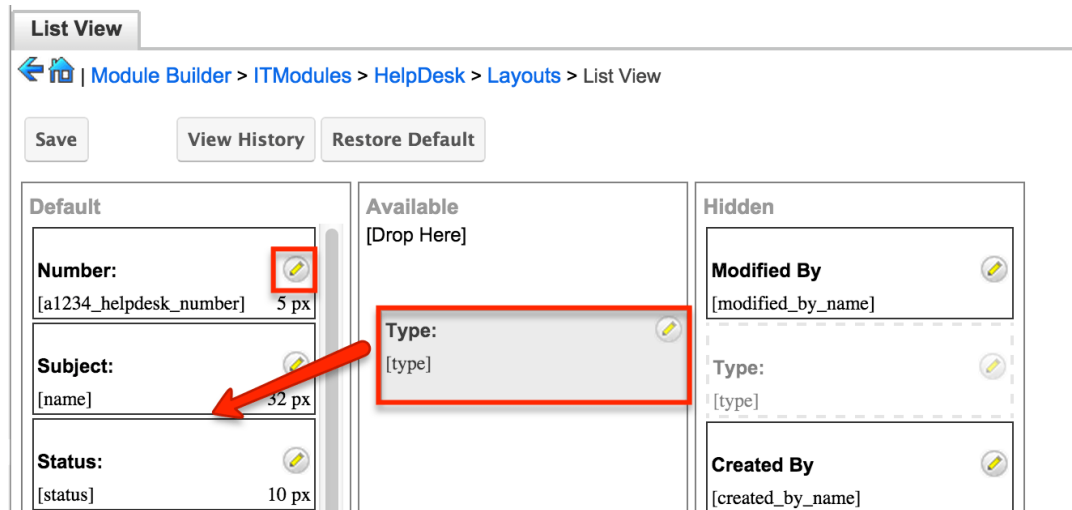 List View
| Module Builder > ITModules > HelpDesk > Layouts > List View
Save View History Restore Default
Default
Number:
[a1234_helpdesk_number] 5 px
Subject:
[name] 32 px
Status:
[status] 10 px
Available
[Drop Here]
Type:
[type]
Hidden
Modified By
[modified_by_name]
Type:
[type]
Created By
[created_by_name]